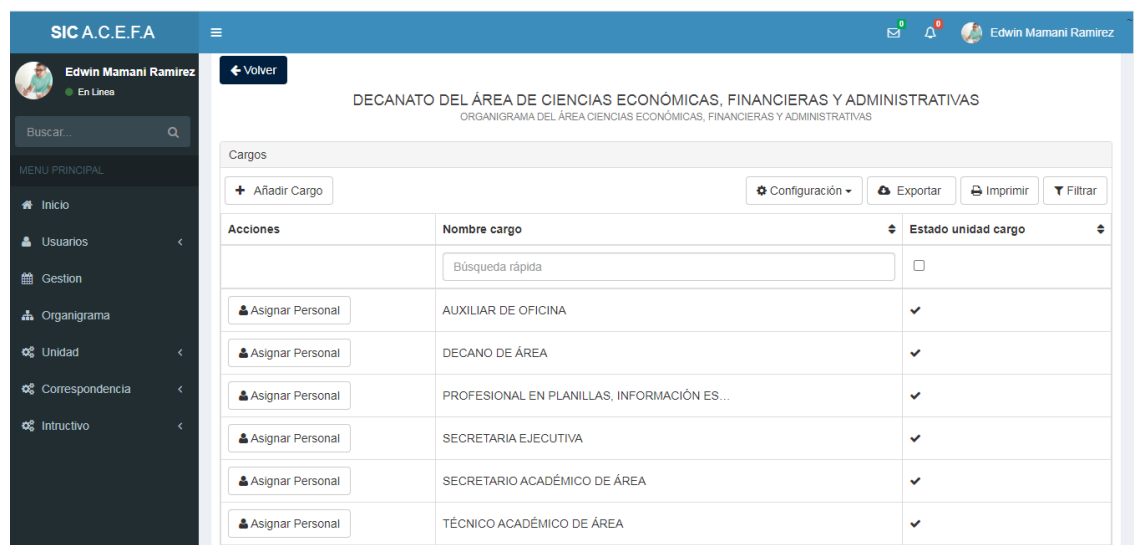 SIC A.C.E.F.A
0
0
Edwin Mamani Ramirez
Edwin Mamani Ramirez
En Linea
Buscar...
MENU PRINCIPAL
Inicio
Usuarios
Gestion
Organigrama
Unidad
Correspondencia
Intructivo
Volver
DECANATO DEL ÁREA DE CIENCIAS ECONÓMICAS, FINANCIERAS Y ADMINISTRATIVAS
ORGANIGRAMA DEL ÁREA CIENCIAS ECONÓMICAS, FINANCIERAS Y ADMINISTRATIVAS
Cargos
+ Añadir Cargo
Configuración
Exportar
Imprimir
Filtrar
Acciones Nombre cargo Estado unidad cargo
Búsqueda rápida
Asignar Personal AUXILIAR DE OFICINA
Asignar Personal DECANO DE ÁREA
Asignar Personal PROFESIONAL EN PLANILLAS, INFORMACIÓN ES...
Asignar Personal SECRETARIA EJECUTIVA
Asignar Personal SECRETARIO ACADÉMICO DE ÁREA
Asignar Personal TÉCNICO ACADÉMICO DE ÁREA